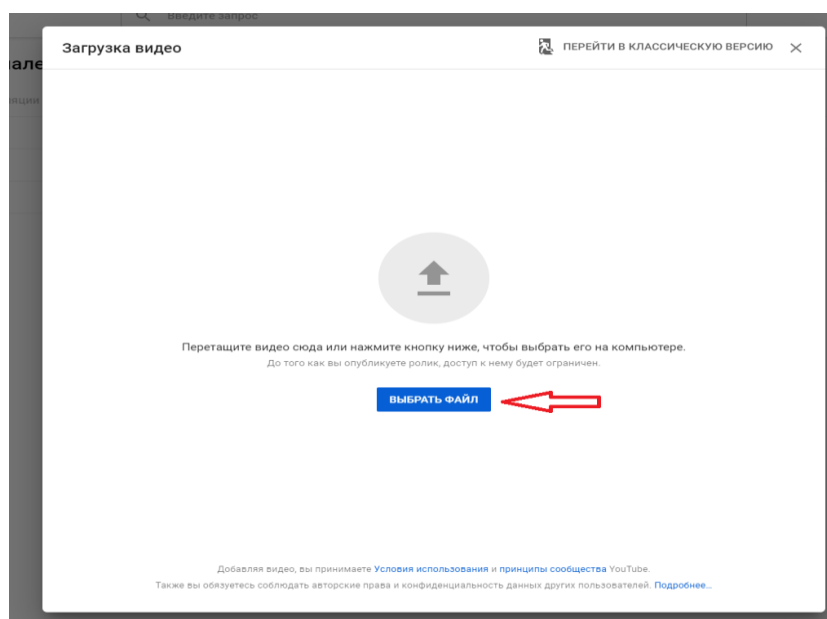 Введите запрос
Загрузка видео
ПЕРЕЙТИ В КЛАССИЧЕСКУЮ ВЕРСИЮ
Перетащите видео сюда или нажмите кнопку ниже, чтобы выбрать его на компьютере.
До того как вы опубликуете ролик, доступ к нему будет ограничен.
ВЫБРАТЬ ФАЙЛ
Добавляя видео, вы принимаете Условия использования и принципы сообщества YouTube.
Также вы обязуетесь соблюдать авторские права и конфиденциальность данных других пользователей. Подробнее...